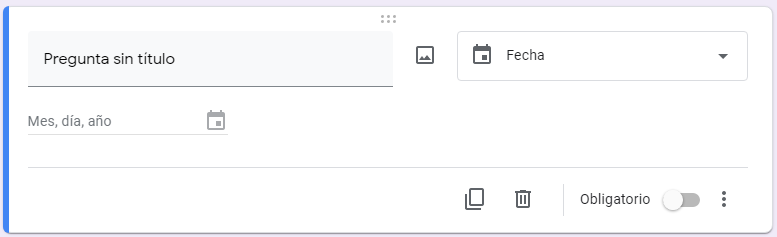 Pregunta sin título
Fecha
Mes, día, año
Obligatorio